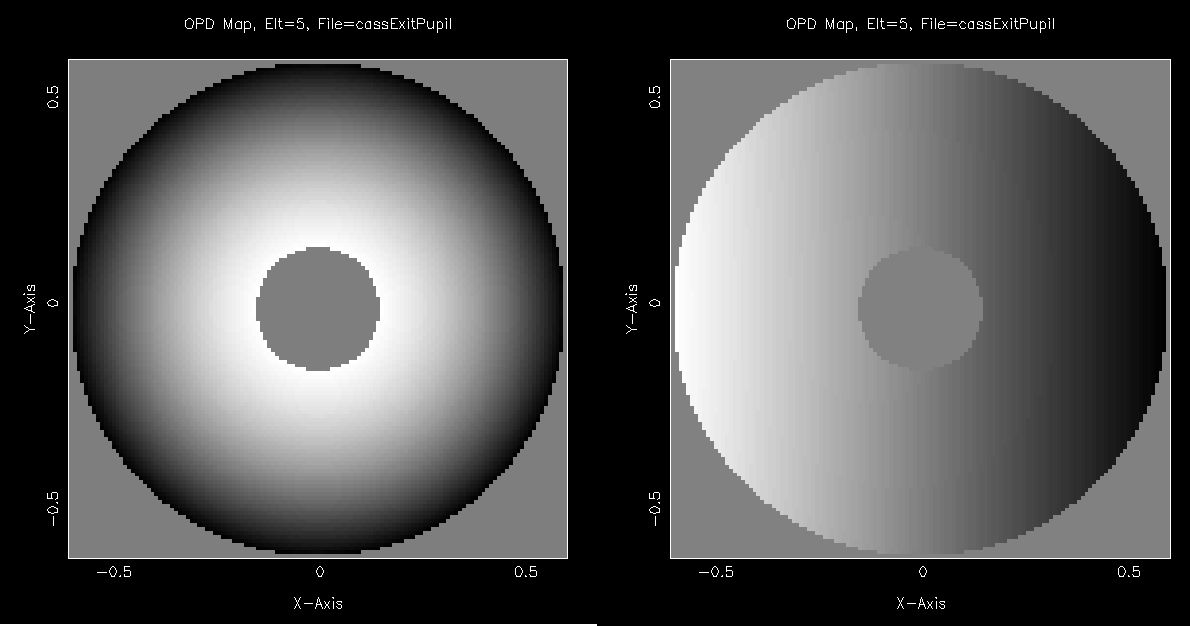 OPD Map, Elt=5, File=cassExitPupil
0.5
0
-0.5
Y-Axis
-0.5 0 0.5
X-Axis
OPD Map, Elt=5, File=cassExitPupil
0.5
0
-0.5
Y-Axis
-0.5 0 0.5
X-Axis